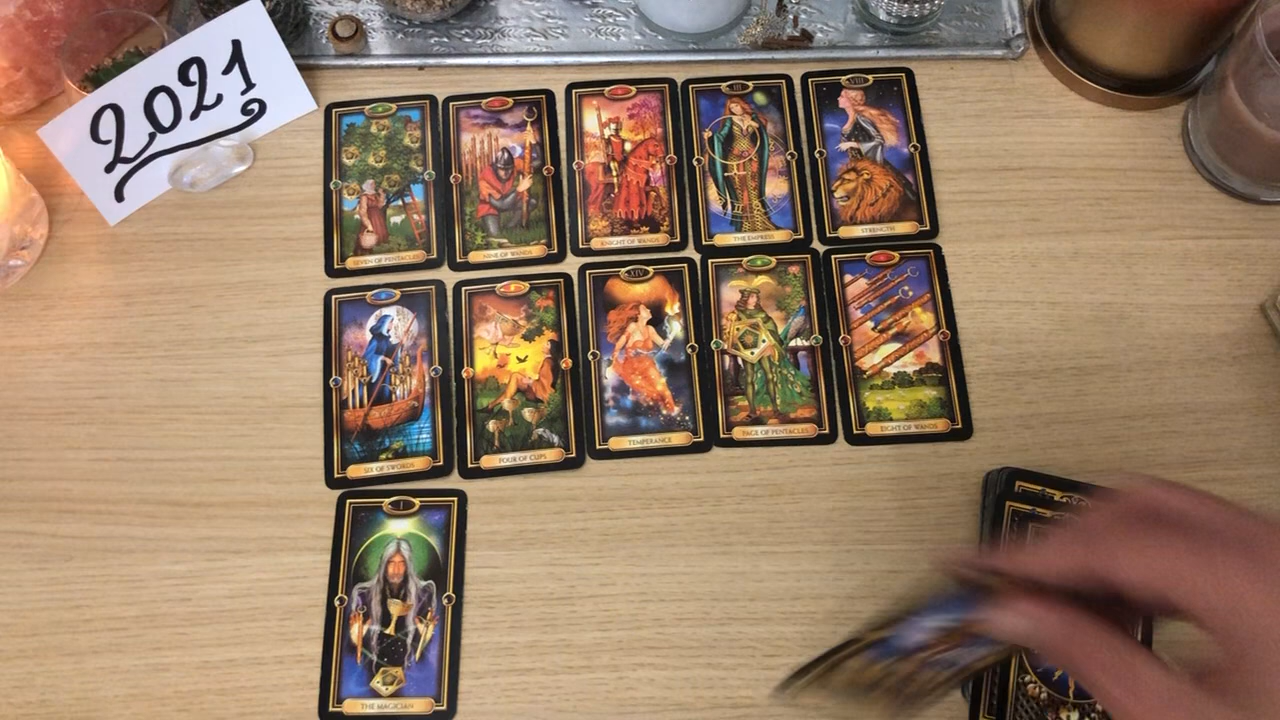 2021
SEVEN OF PENTACLES
NINE OF WANDS
KNIGHT OF WANDS
III
THE EMPRESS
VIII
STRENGTH
SIX OF SWORDS
FOUR OF CUPS
XIV
TEMPERANCE
PAGE OF PENTACLES
EIGHT OF WANDS
I
THE MAGICIAN